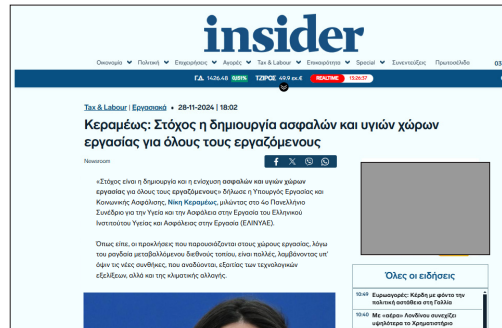 insider
Οικονομία Πολιτική Επιχειρήσεις Αγορές Tax & Labour Επικαιρότητα Special Συνεντεύξεις Πρωτοσέλιδα 03
Γ.Δ. 1426.48 0,51% ΤΖΙΡΟΣ 49.9 εκ.€ REALTIME 13:26:37
Tax & Labour | Εργασιακά • 28-11-2024 | 18:02
Κεραμέως: Στόχος η δημιουργία ασφαλών και υγιών χώρων
εργασίας για όλους τους εργαζόμενους
Newsroom
«Στόχος είναι η δημιουργία και η ενίσχυση ασφαλών και υγιών χώρων
εργασίας για όλους τους εργαζόμενους» δήλωσε η Υπουργός Εργασίας και
Κοινωνικής Ασφάλισης, Νίκη Κεραμέως, μιλώντας στο 4ο Πανελλήνιο
Συνέδριο για την Υγεία και την Ασφάλεια στην Εργασία του Ελληνικού
Ινστιτούτου Υγείας και Ασφάλειας στην Εργασία (ΕΛΙΝΥΑΕ).
Όπως είπε, οι προκλήσεις που παρουσιάζονται στους χώρους εργασίας, λόγω
του ραγδαία μεταβαλλόμενου διεθνούς τοπίου, είναι πολλές, λαμβάνοντας υπ'
όψιν τις νέες συνθήκες, που αναδύονται, εξαιτίας των τεχνολογικών
εξελίξεων, αλλά και της κλιματικής αλλαγής.
Όλες οι ειδήσεις
10:49 Ευρωαγορές: Κέρδη με φόντο την
πολιτική αστάθεια στη Γαλλία
10:40 Με «αέρα» Λονδίνου συνεχίζει
υψηλότερα το Χρηματιστήριο